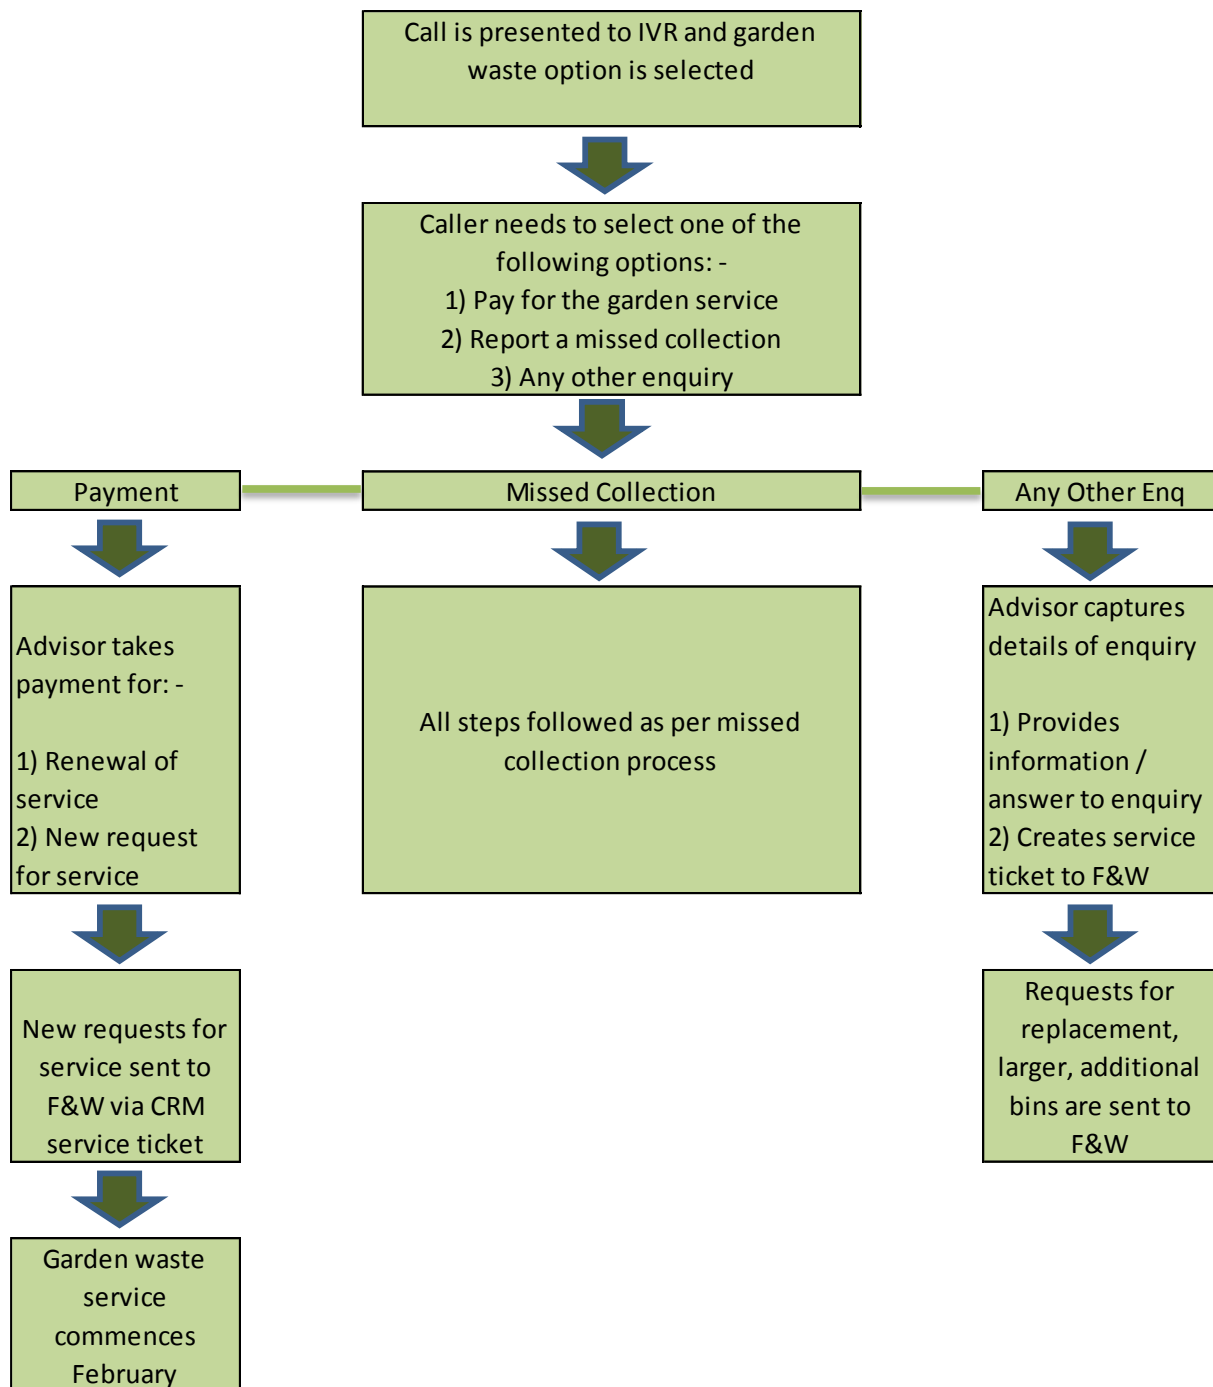 Call is presented to IVR and garden
waste option is selected
Caller needs to select one of the
following options: -
1) Pay for the garden service
2) Report a missed collection
3) Any other enquiry
Payment
Missed Collection
Any Other Enq
Advisor takes
payment for: -
1) Renewal of
service
2) New request
for service
All steps followed as per missed
collection process
Advisor captures
details of enquiry
1) Provides
information /
answer to enquiry
2) Creates service
ticket to F&W
New requests for
service sent to
F&W via CRM
service ticket
Requests for
replacement,
larger, additional
bins are sent to
F&W
Garden waste
service
commences
February